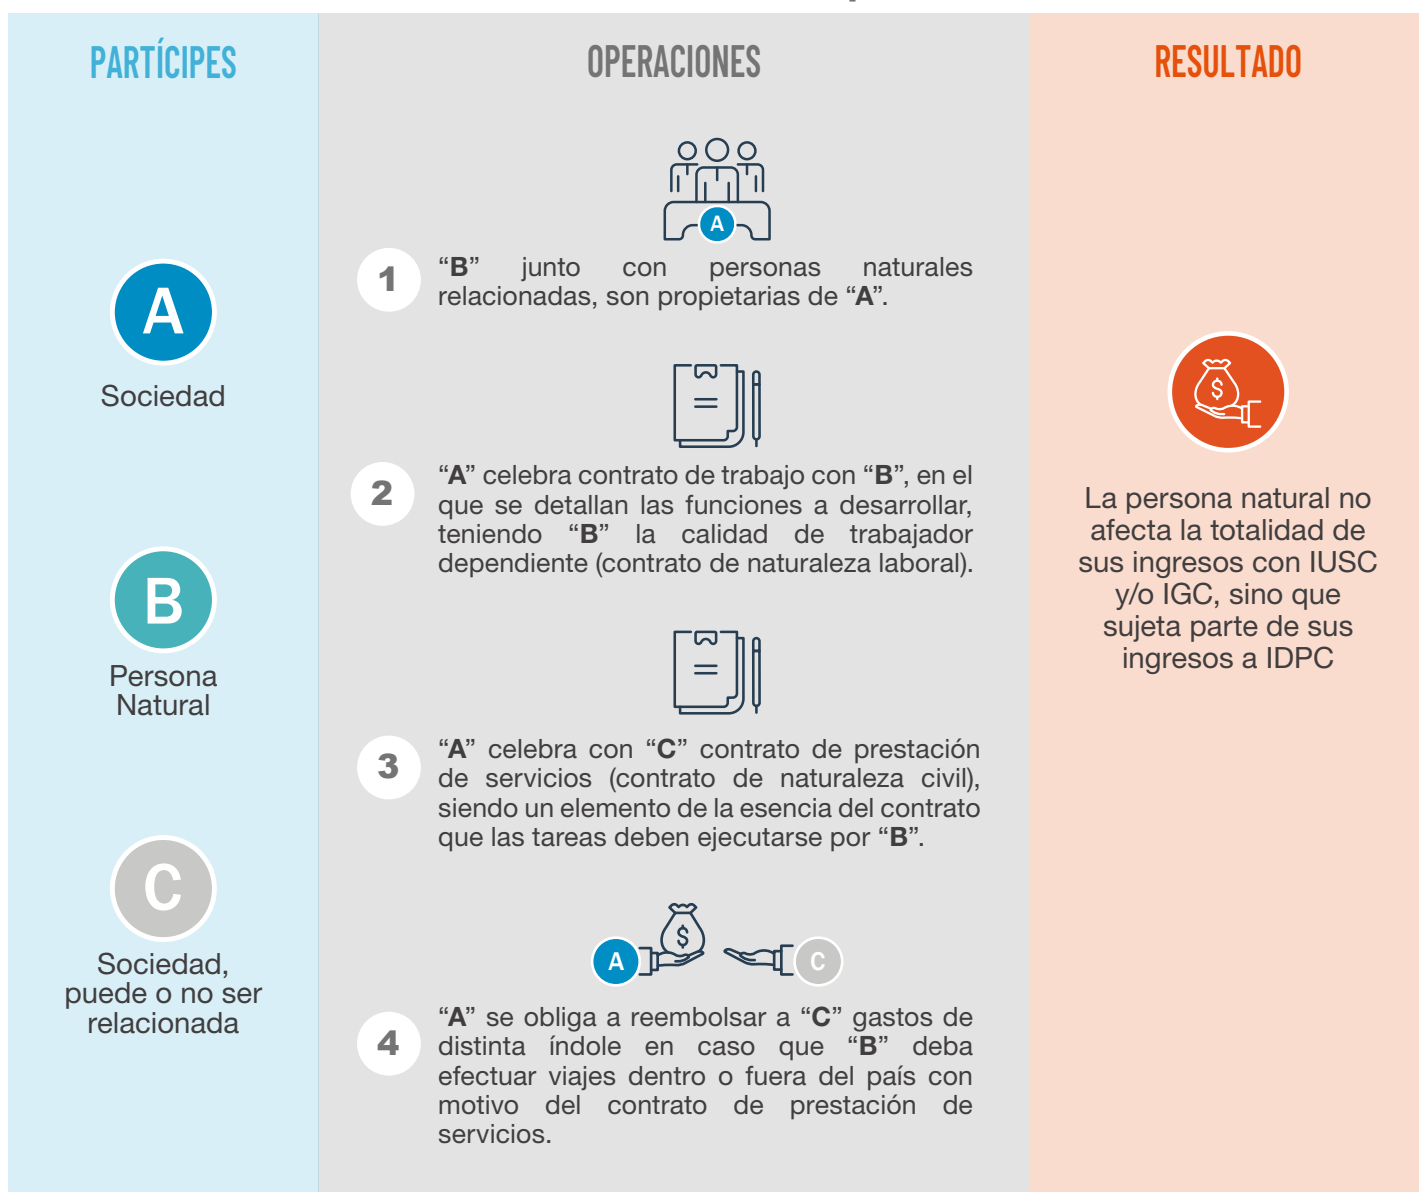 PARTÍCIPES
A
Sociedad
B
Persona
Natural
C
Sociedad,
puede o no ser
relacionada
OPERACIONES
A
1
“B” junto con personas naturales
relacionadas, son propietarias de “A”.
2
“A” celebra contrato de trabajo con “B”, en el
que se detallan las funciones a desarrollar,
teniendo “B” la calidad de trabajador
dependiente (contrato de naturaleza laboral).
3
“A” celebra con “C” contrato de prestación
de servicios (contrato de naturaleza civil),
siendo un elemento de la esencia del contrato
que las tareas deben ejecutarse por “B”.
A
$
C
4
“A” se obliga a reembolsar a “C” gastos de
distinta índole en caso que “B” deba
efectuar viajes dentro o fuera del país con
motivo del contrato de prestación de
servicios.
RESULTADO
$
La persona natural no
afecta la totalidad de
sus ingresos con IUSC
y/o IGC, sino que
sujeta parte de sus
ingresos a IDPC